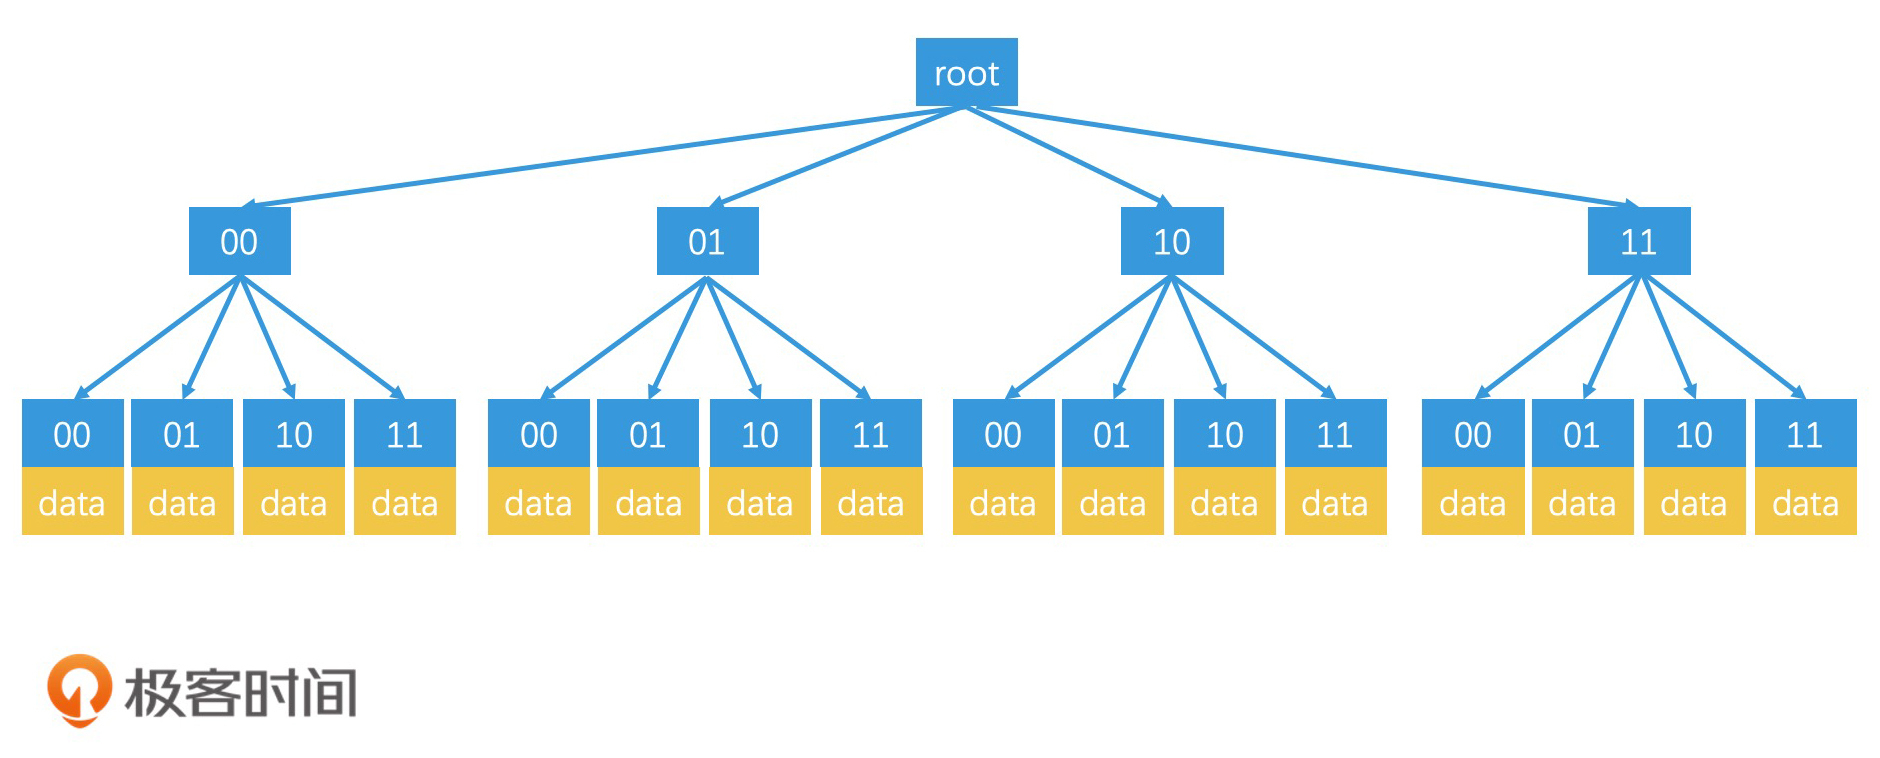 root
00 01 10 11
00 01 10 11 00 01 10 11 00 01 10 11 00 01 10 11
data data data data data data data data data data data data data data data data
极客时间